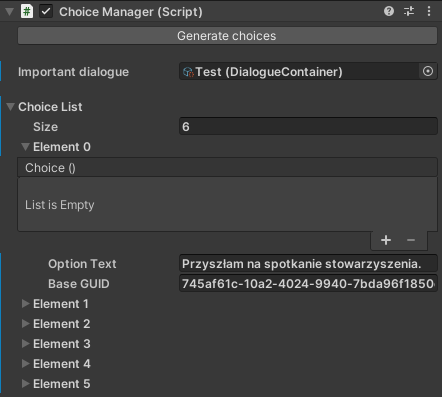 Choice Manager (Script)
Generate choices
Important dialogue Test (DialogueContainer)
Choice List
Size 6
Element 0
Choice ()
List is Empty
Option Text Przyszłam na spotkanie stowarzyszenia.
Base GUID 745af61c-10a2-4024-9940-7bda96f1850
Element 1
Element 2
Element 3
Element 4
Element 5